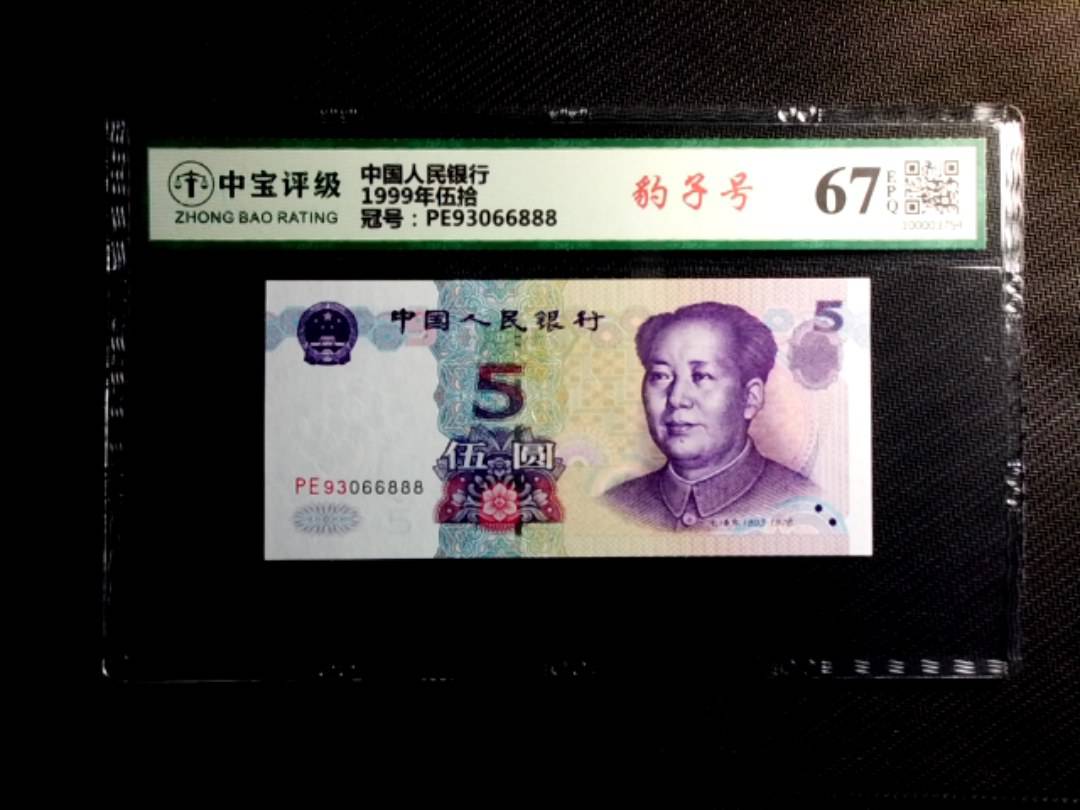 中宝评级
ZHONG BAO RATING
中国人民银行
1999年伍拾
冠号：PE93066888
豹子号
67
EPQ
中国人民银行
5
5
伍圆
PE93066888